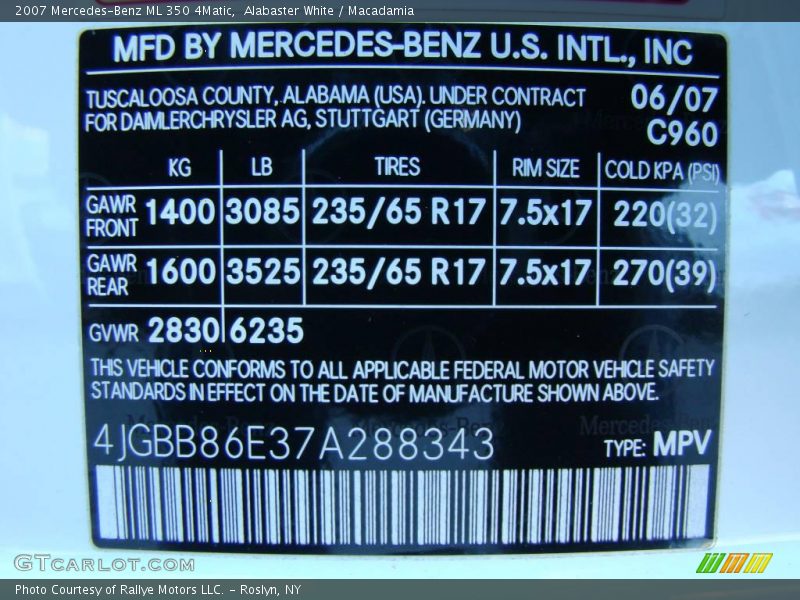 2007 Mercedes-Benz ML 350 4Matic, Alabaster White / Macadamia
MFD BY MERCEDES-BENZ U.S. INTL., INC
TUSCALOOSA COUNTY, ALABAMA (USA). UNDER CONTRACT 06/07
FOR DAIMLERCHRYSLER AG, STUTTGART (GERMANY) C960
KG LB TIRES RIM SIZE COLD KPA (PSI)
GAWR FRONT 1400 3085 235/65 R17 7.5x17 220(32)
GAWR REAR 1600 3525 235/65 R17 7.5x17 270(39)
GVWR 2830 6235
THIS VEHICLE CONFORMS TO ALL APPLICABLE FEDERAL MOTOR VEHICLE SAFETY
STANDARDS IN EFFECT ON THE DATE OF MANUFACTURE SHOWN ABOVE.
4JGBB86E37A288343 TYPE: MPV
GTCARLOT.COM
Photo Courtesy of Rallye Motors LLC. - Roslyn, NY